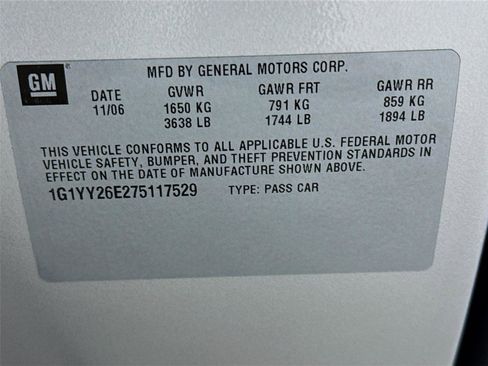 GM
MFD BY GENERAL MOTORS CORP.
DATE GVWR GAWR FRT GAWR RR
11/06 1650 KG 791 KG 859 KG
3638 LB 1744 LB 1894 LB
THIS VEHICLE CONFORMS TO ALL APPLICABLE U.S. FEDERAL MOTOR
VEHICLE SAFETY, BUMPER, AND THEFT PREVENTION STANDARDS IN
EFFECT ON THE DATE OF MANUFACTURE SHOWN ABOVE.
1G1YY26E275117529 TYPE: PASS CAR